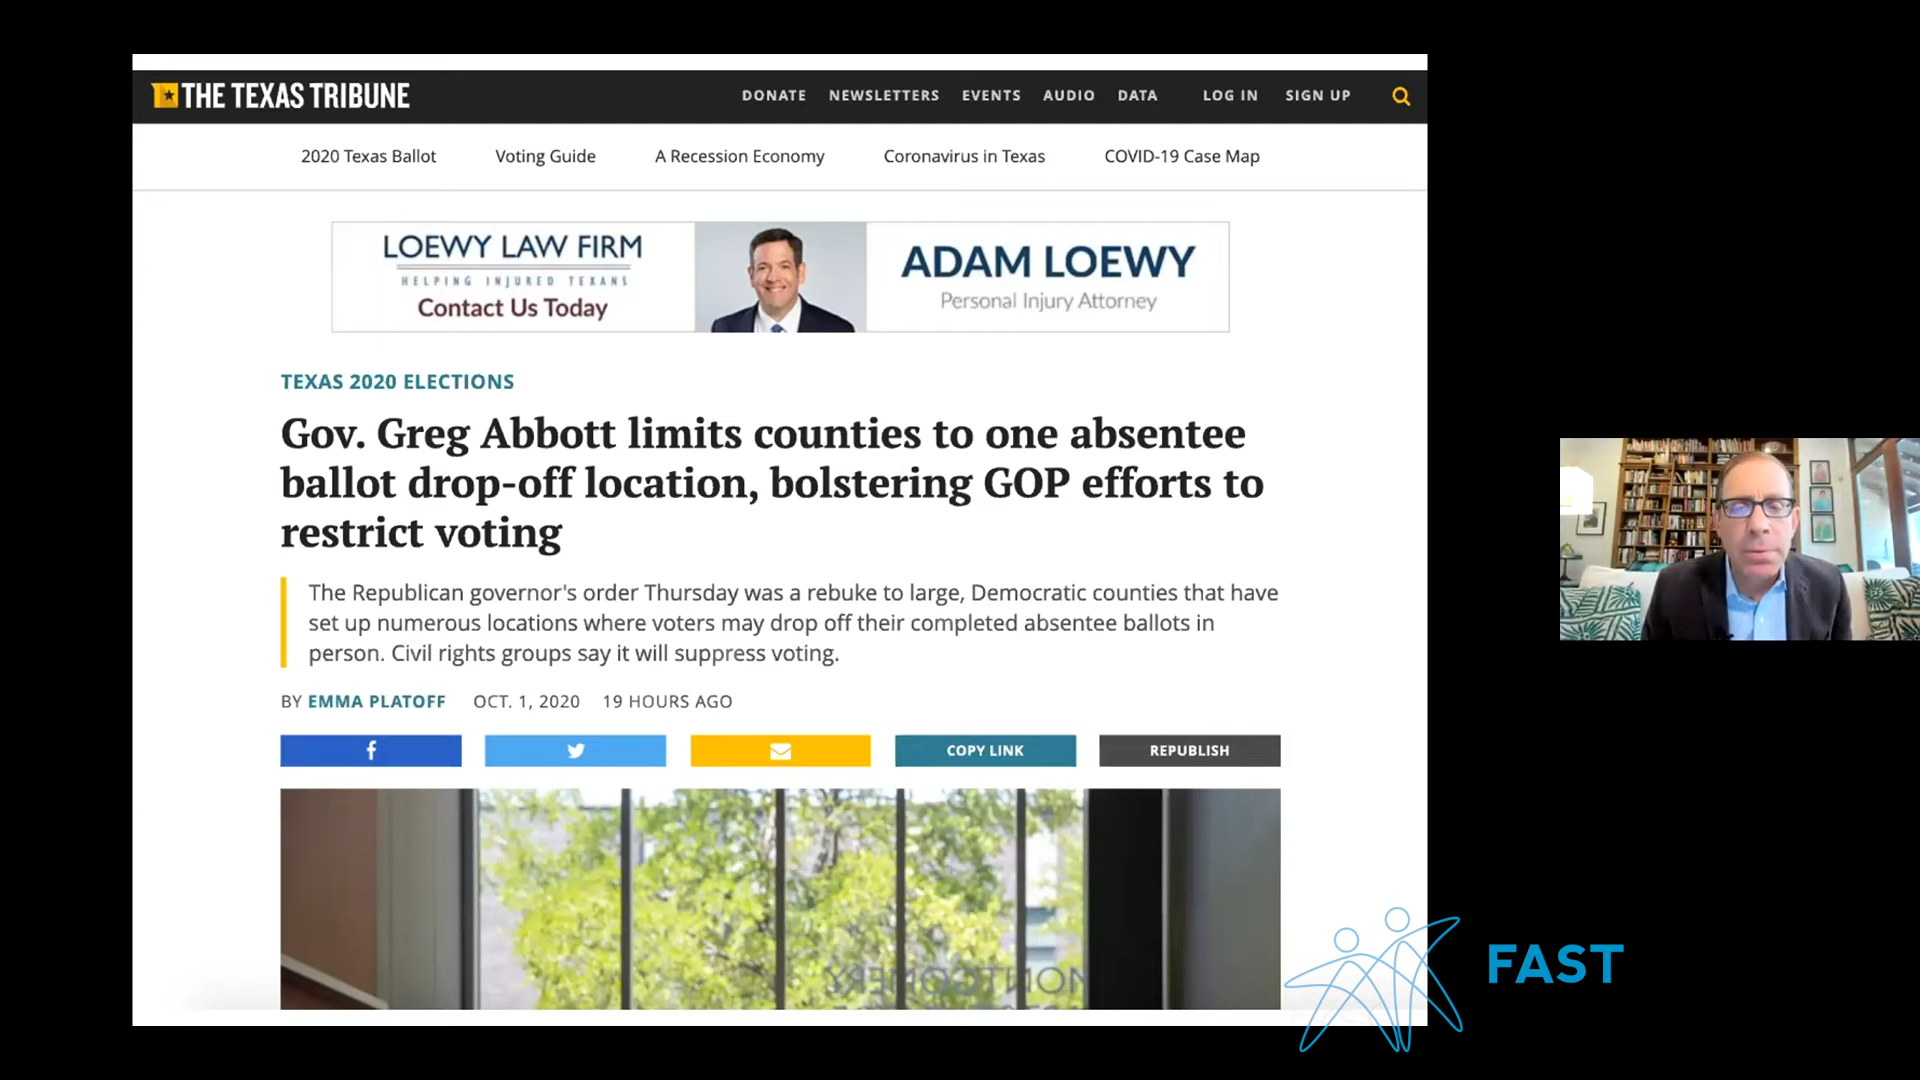 THE TEXAS TRIBUNE
DONATE NEWSLETTERS EVENTS AUDIO DATA LOG IN SIGN UP
2020 Texas Ballot Voting Guide A Recession Economy Coronavirus in Texas COVID-19 Case Map
LOEWY LAW FIRM
HELPING INJURED TEXANS
Contact Us Today
ADAM LOEWY
Personal Injury Attorney
TEXAS 2020 ELECTIONS
Gov. Greg Abbott limits counties to one absentee
ballot drop-off location, bolstering GOP efforts to
restrict voting
The Republican governor's order Thursday was a rebuke to large, Democratic counties that have
set up numerous locations where voters may drop off their completed absentee ballots in
person. Civil rights groups say it will suppress voting.
BY EMMA PLATOFF OCT. 1, 2020 19 HOURS AGO
COPY LINK REPUBLISH
MONTGOMERY
FAST